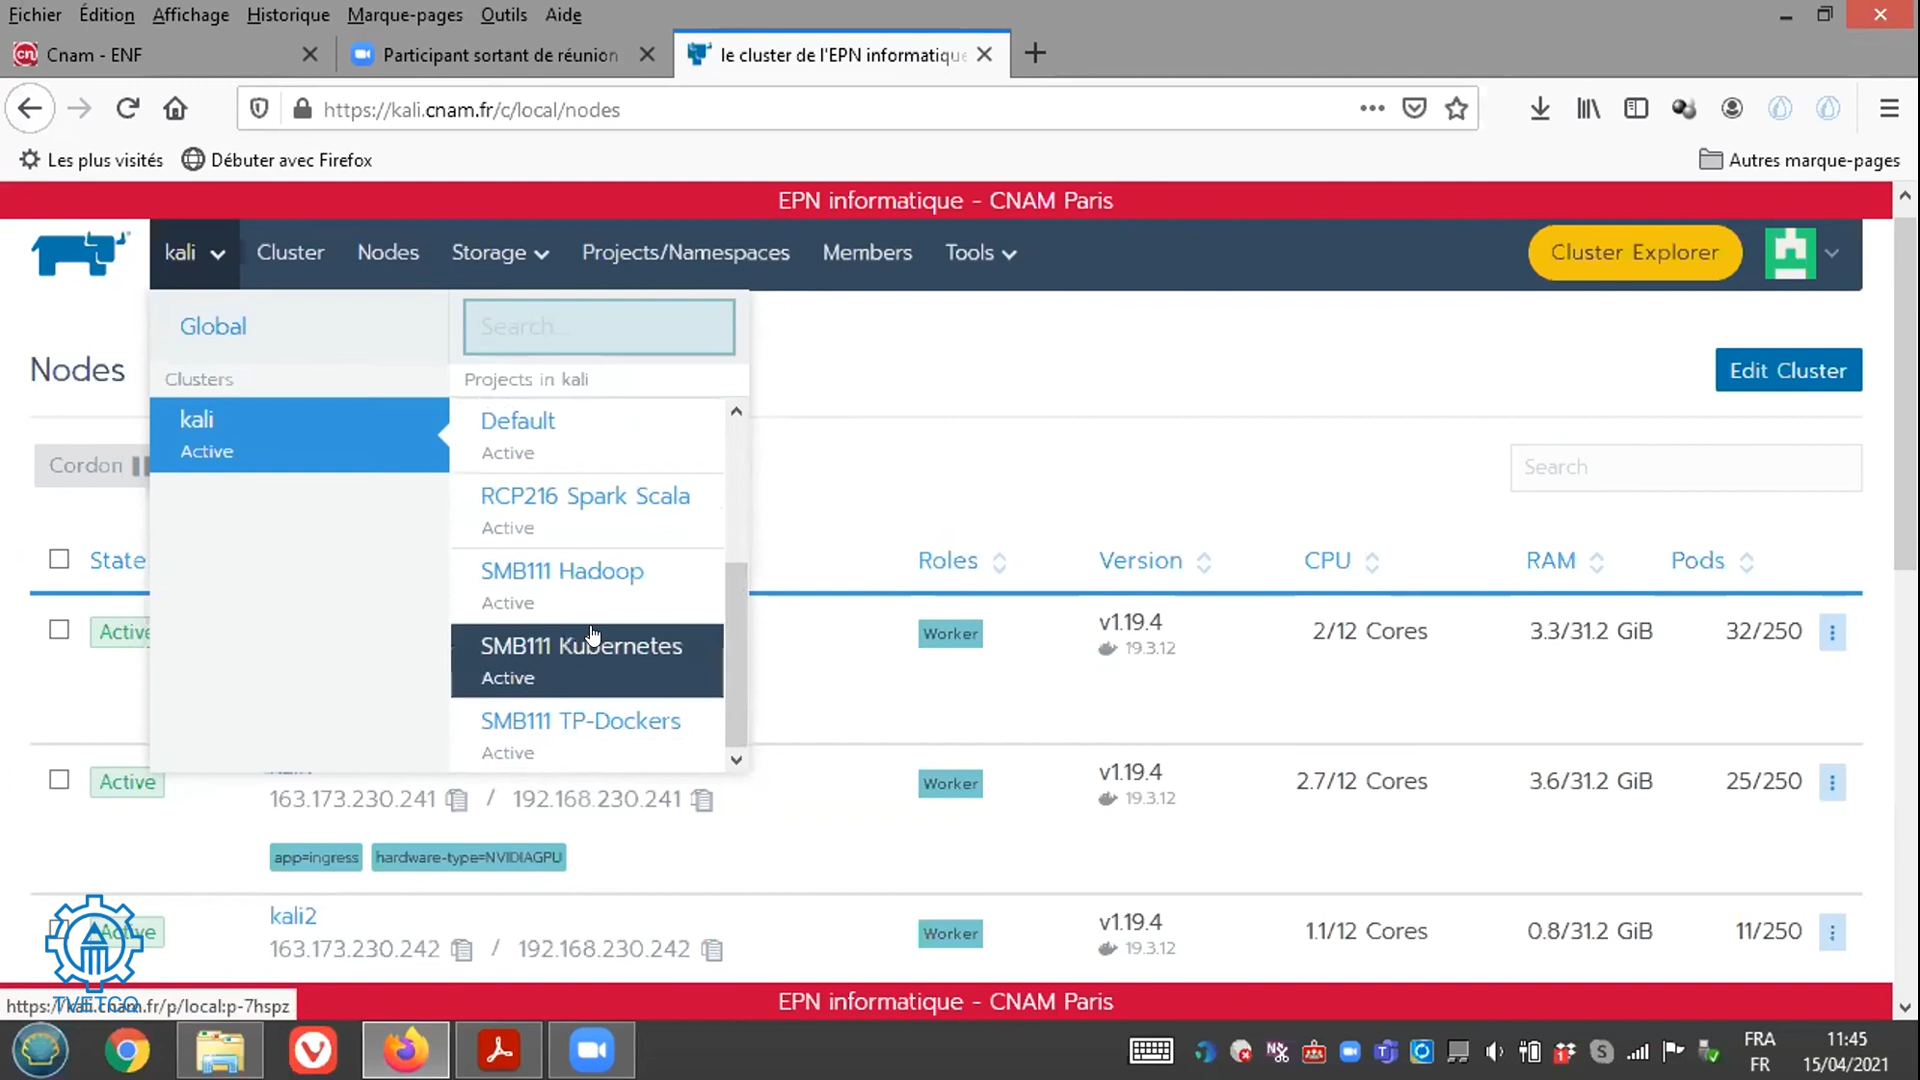 Fichier Édition Affichage Historique Marque-pages Outils Aide
cn Cnam - ENF
Participant sortant de réunion
le cluster de l'EPN informatique
https://kali.cnam.fr/c/local/nodes
Les plus visités Débuter avec Firefox Autres marque-pages
EPN informatique - CNAM Paris
kali Cluster Nodes Storage Projects/Namespaces Members Tools Cluster Explorer
Global Search...
Nodes Edit Cluster
Clusters Projects in kali
kali
Active
Default
Active
RCP216 Spark Scala
Active
SMB111 Hadoop
Active
SMB111 Kubernetes
Active
SMB111 TP-Dockers
Active
Cordon Search
State Roles Version CPU RAM Pods
Active Worker v1.19.4 2/12 Cores 3.3/31.2 GiB 32/250
19.3.12
Active Worker v1.19.4 2.7/12 Cores 3.6/31.2 GiB 25/250
163.173.230.241 / 192.168.230.241 19.3.12
app=ingress hardware-type=NVIDIAGPU
kali2
Active Worker v1.19.4 1.1/12 Cores 0.8/31.2 GiB 11/250
163.173.230.242 / 192.168.230.242 19.3.12
TVETCO
https://kali.cnam.fr/p/local:p-7hspz
EPN informatique - CNAM Paris
FRA 11:45
FR 15/04/2021